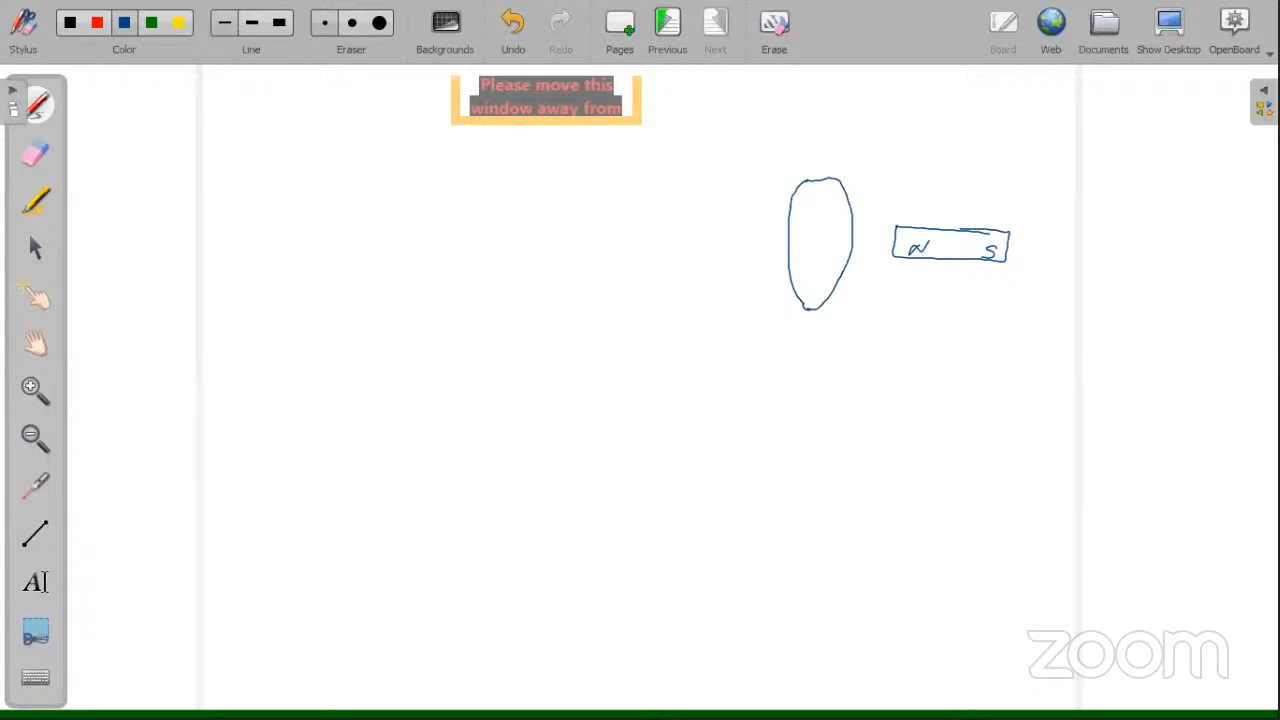 Stylus
Color
Line
Eraser
Backgrounds
Undo
Redo
Pages
Previous
Next
Erase
Board
Web
Documents
Show Desktop
OpenBoard
Please move this
window away from
N S
A
zoom